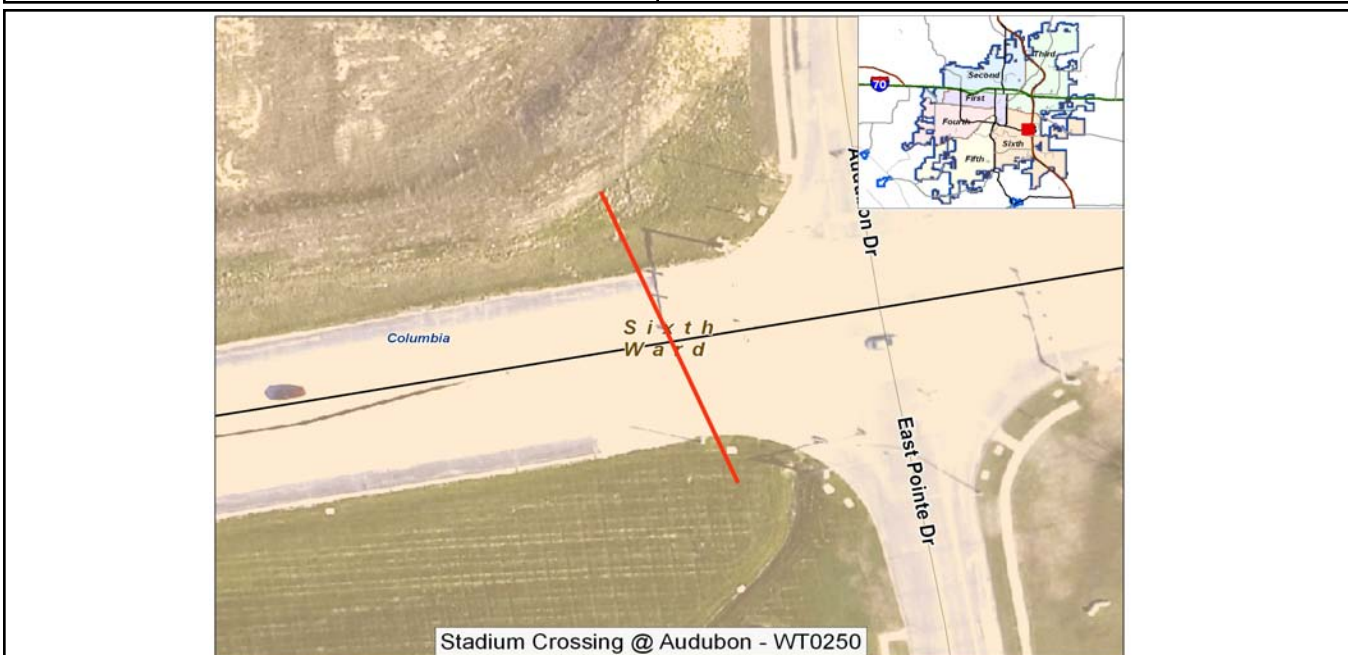 Third
Second
70
First
Fourth
Sixth
Fifth
Audubon Dr
Sixth
Ward
Columbia
East Pointe Dr
Stadium Crossing @ Audubon - WT0250